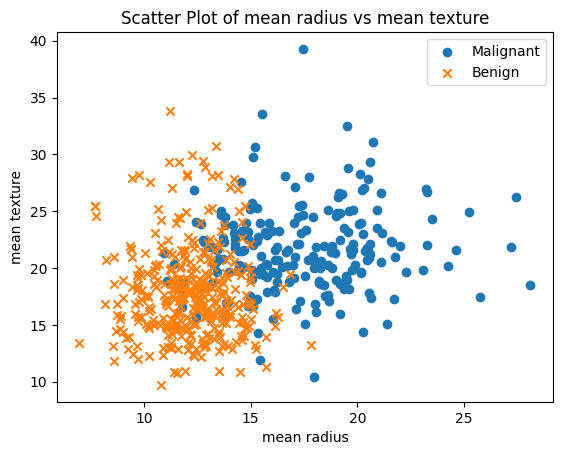 Scatter Plot of mean radius vs mean texture
Malignant
Benign
40
35
30
25
20
15
10
mean texture
10 15 20 25
mean radius